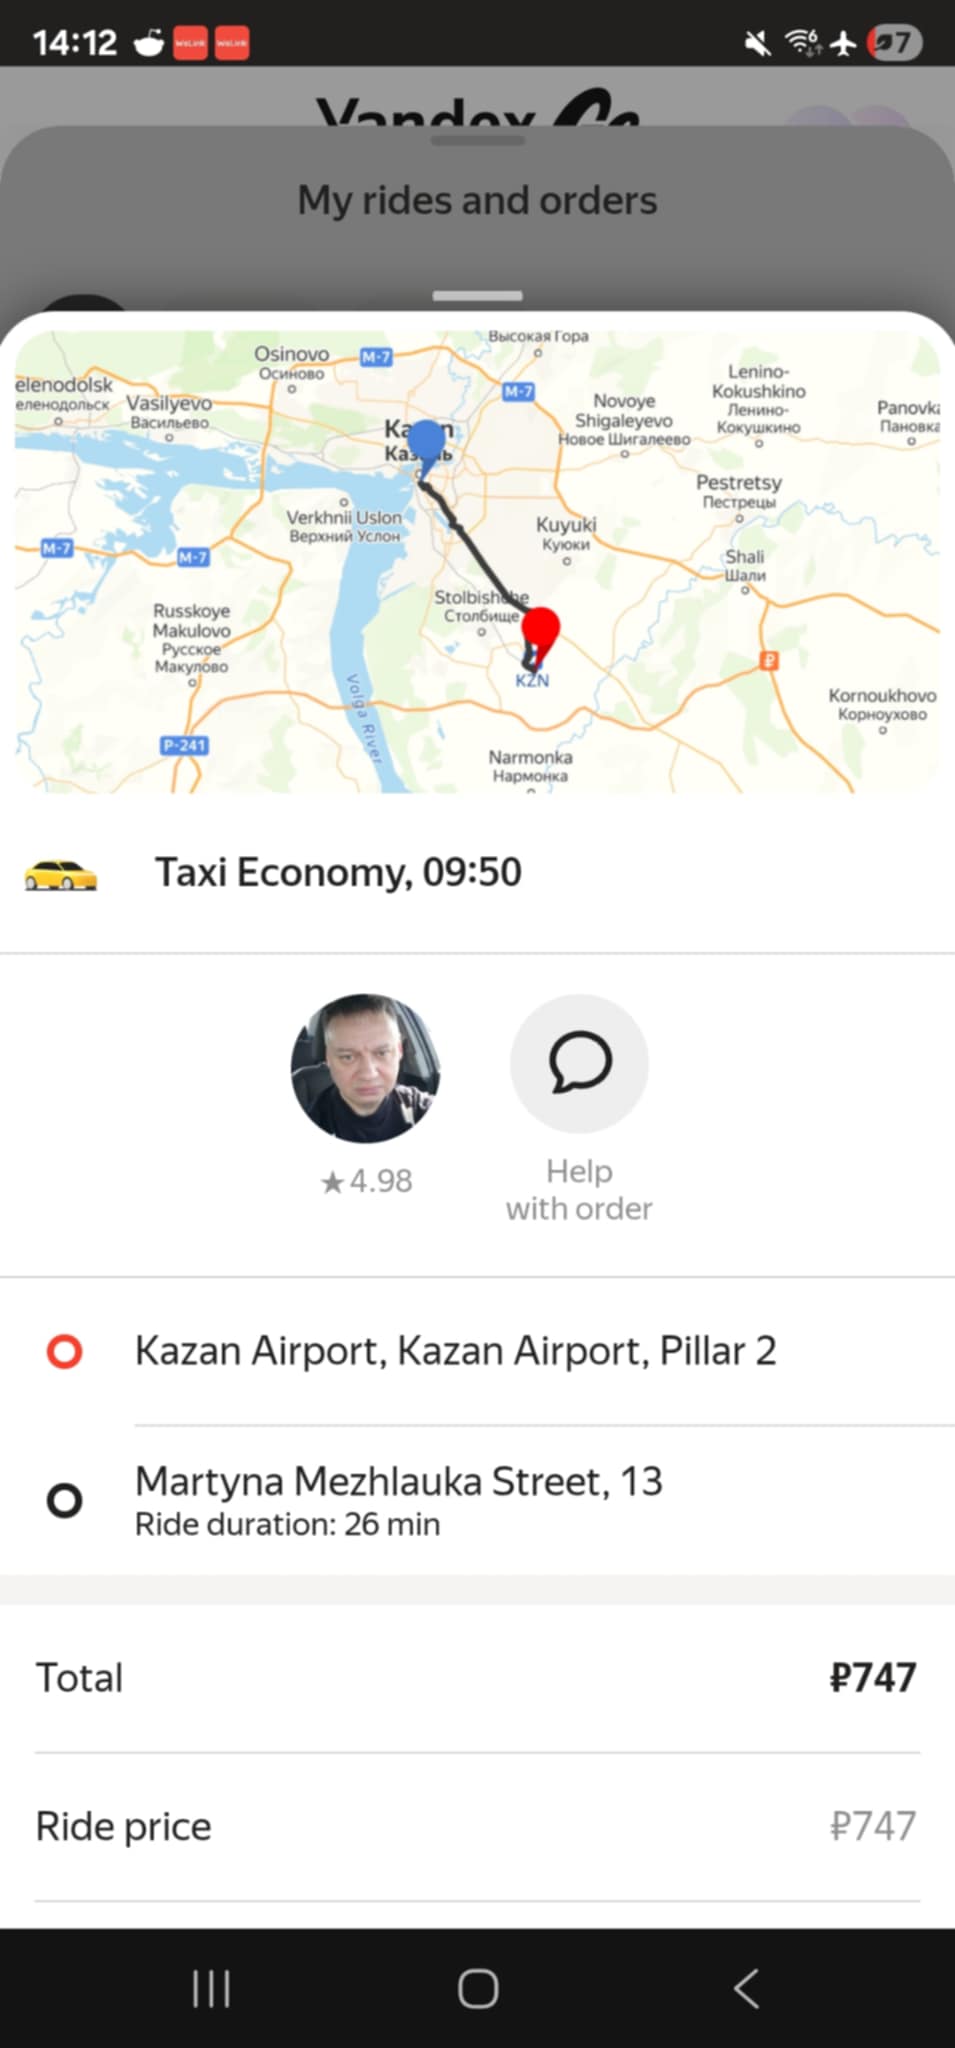 14:12
WeLink WeLink
6
7
Yandex Go
My rides and orders
Высокая Гора
Osinovo
Осиново
M-7
M-7
Lenino-
Kokushkino
Ленино-
Кокушкино
elenodolsk
еленодольск
Vasilyevo
Васильево
Novoye
Shigaleyevo
Новое Шигалеево
Panovka
Пановка
Pestretsy
Пестрецы
Verkhnii Uslon
Верхний Услон
Kuyuki
Куюки
M-7
M-7
Shali
Шали
Stolbishche
Столбище
Russkoye
Makulovo
Русское
Макулово
KZN
Volga River
Kornoukhovo
Корноухово
P-241
Narmonka
Нармонка
Taxi Economy, 09:50
★4.98
Help
with order
Kazan Airport, Kazan Airport, Pillar 2
Martyna Mezhlauka Street, 13
Ride duration: 26 min
Total ₽747
Ride price ₽747